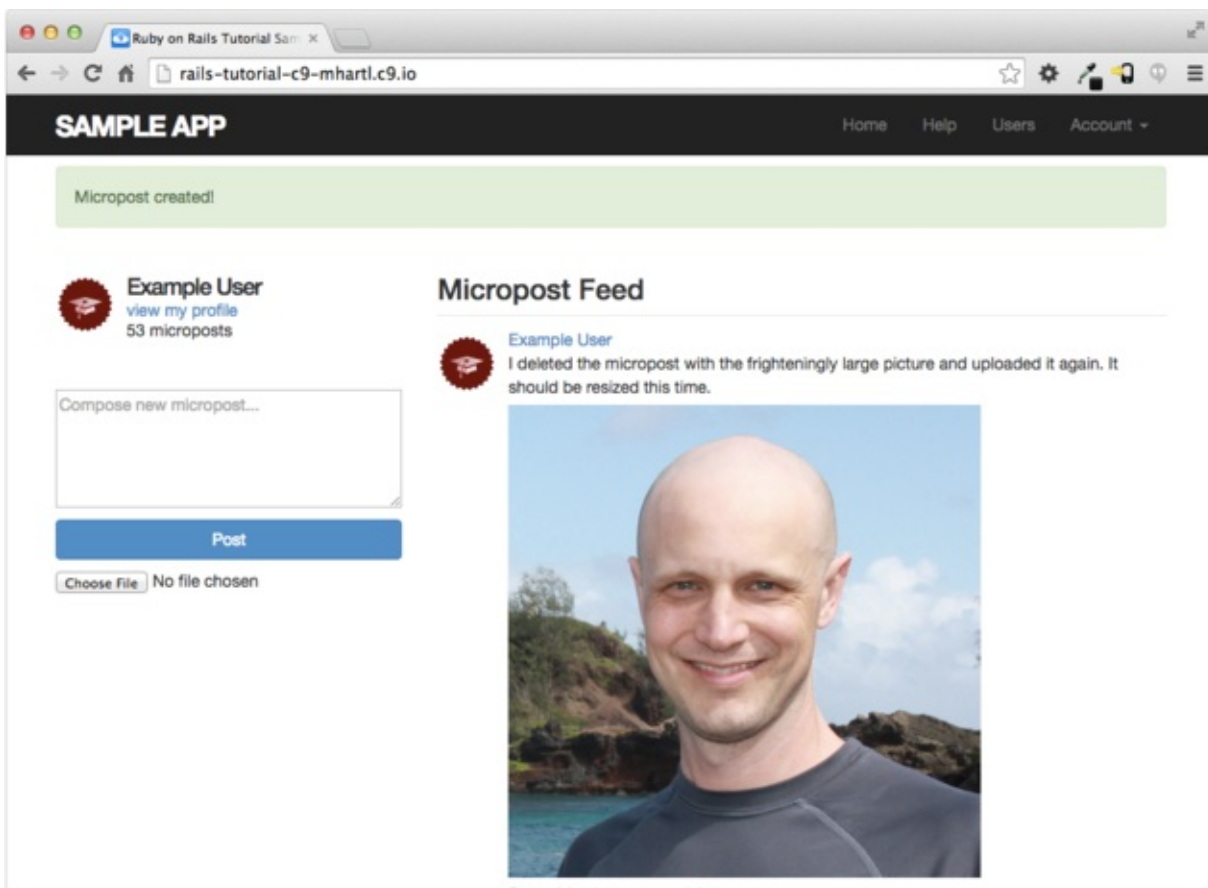 Ruby on Rails Tutorial Sam
rails-tutorial-c9-mhartl.c9.io
SAMPLE APP
Home Help Users Account
Micropost created!
Example User
view my profile
53 microposts
Compose new micropost...
Post
Choose File No file chosen
Micropost Feed
Example User
I deleted the micropost with the frighteningly large picture and uploaded it again. It
should be resized this time.